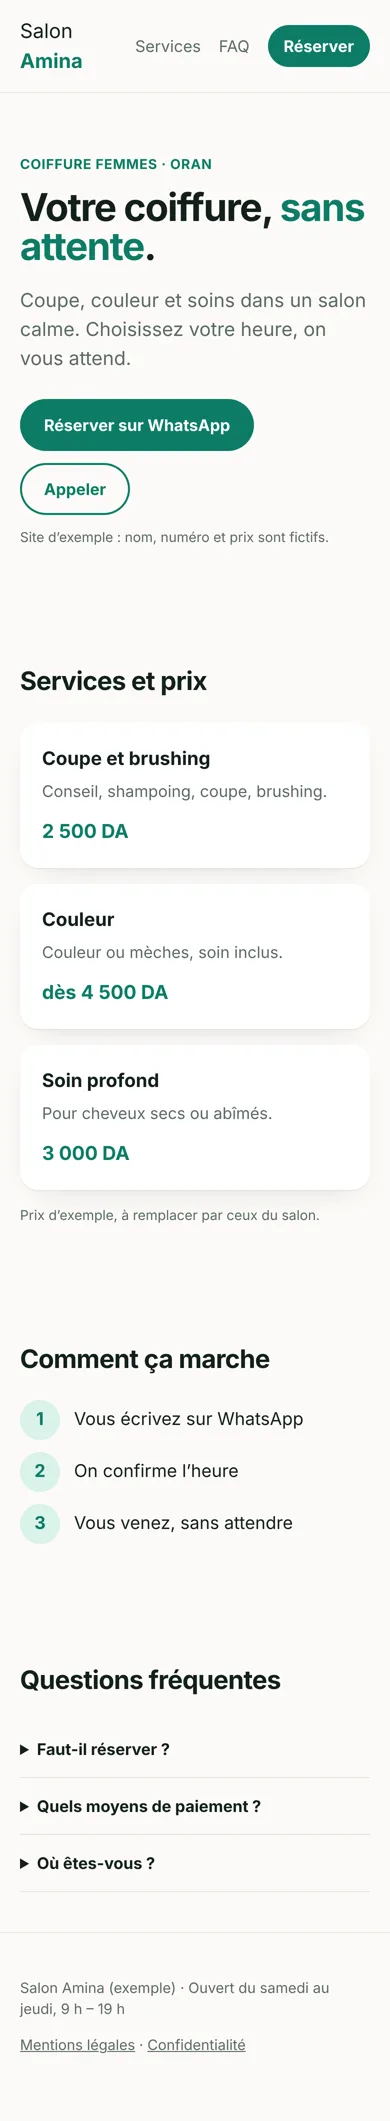 Salon
Amina
Services
FAQ
Réserver
COIFFURE FEMMES · ORAN
Votre coiffure, sans
attente.
Coupe, couleur et soins dans un salon
calme. Choisissez votre heure, on
vous attend.
Réserver sur WhatsApp
Appeler
Site d’exemple : nom, numéro et prix sont fictifs.
Services et prix
Coupe et brushing
Conseil, shampoing, coupe, brushing.
2 500 DA
Couleur
Couleur ou mèches, soin inclus.
dès 4 500 DA
Soin profond
Pour cheveux secs ou abîmés.
3 000 DA
Prix d’exemple, à remplacer par ceux du salon.
Comment ça marche
1 Vous écrivez sur WhatsApp
2 On confirme l’heure
3 Vous venez, sans attendre
Questions fréquentes
Faut-il réserver ?
Quels moyens de paiement ?
Où êtes-vous ?
Salon Amina (exemple) · Ouvert du samedi au
jeudi, 9 h – 19 h
Mentions légales · Confidentialité